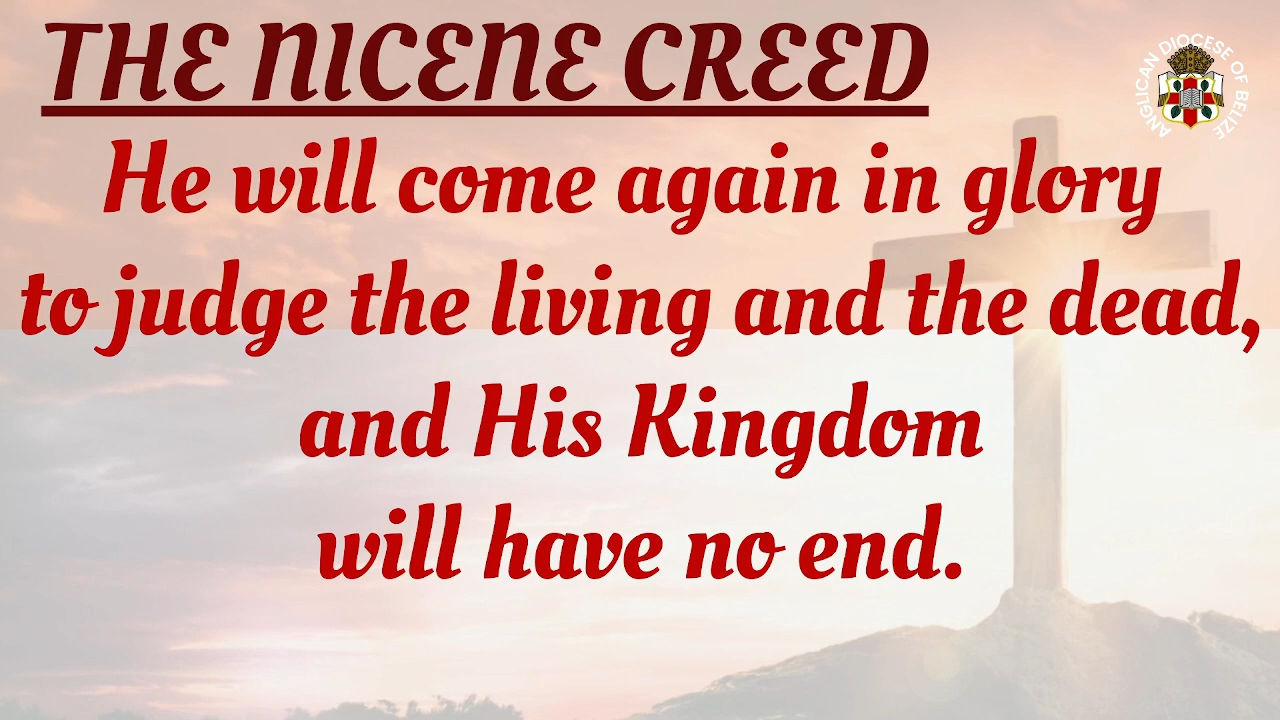 THE NICENE CREED
ANGLICAN DIOCESE OF BELIZE
He will come again in glory
to judge the living and the dead,
and His Kingdom
will have no end.